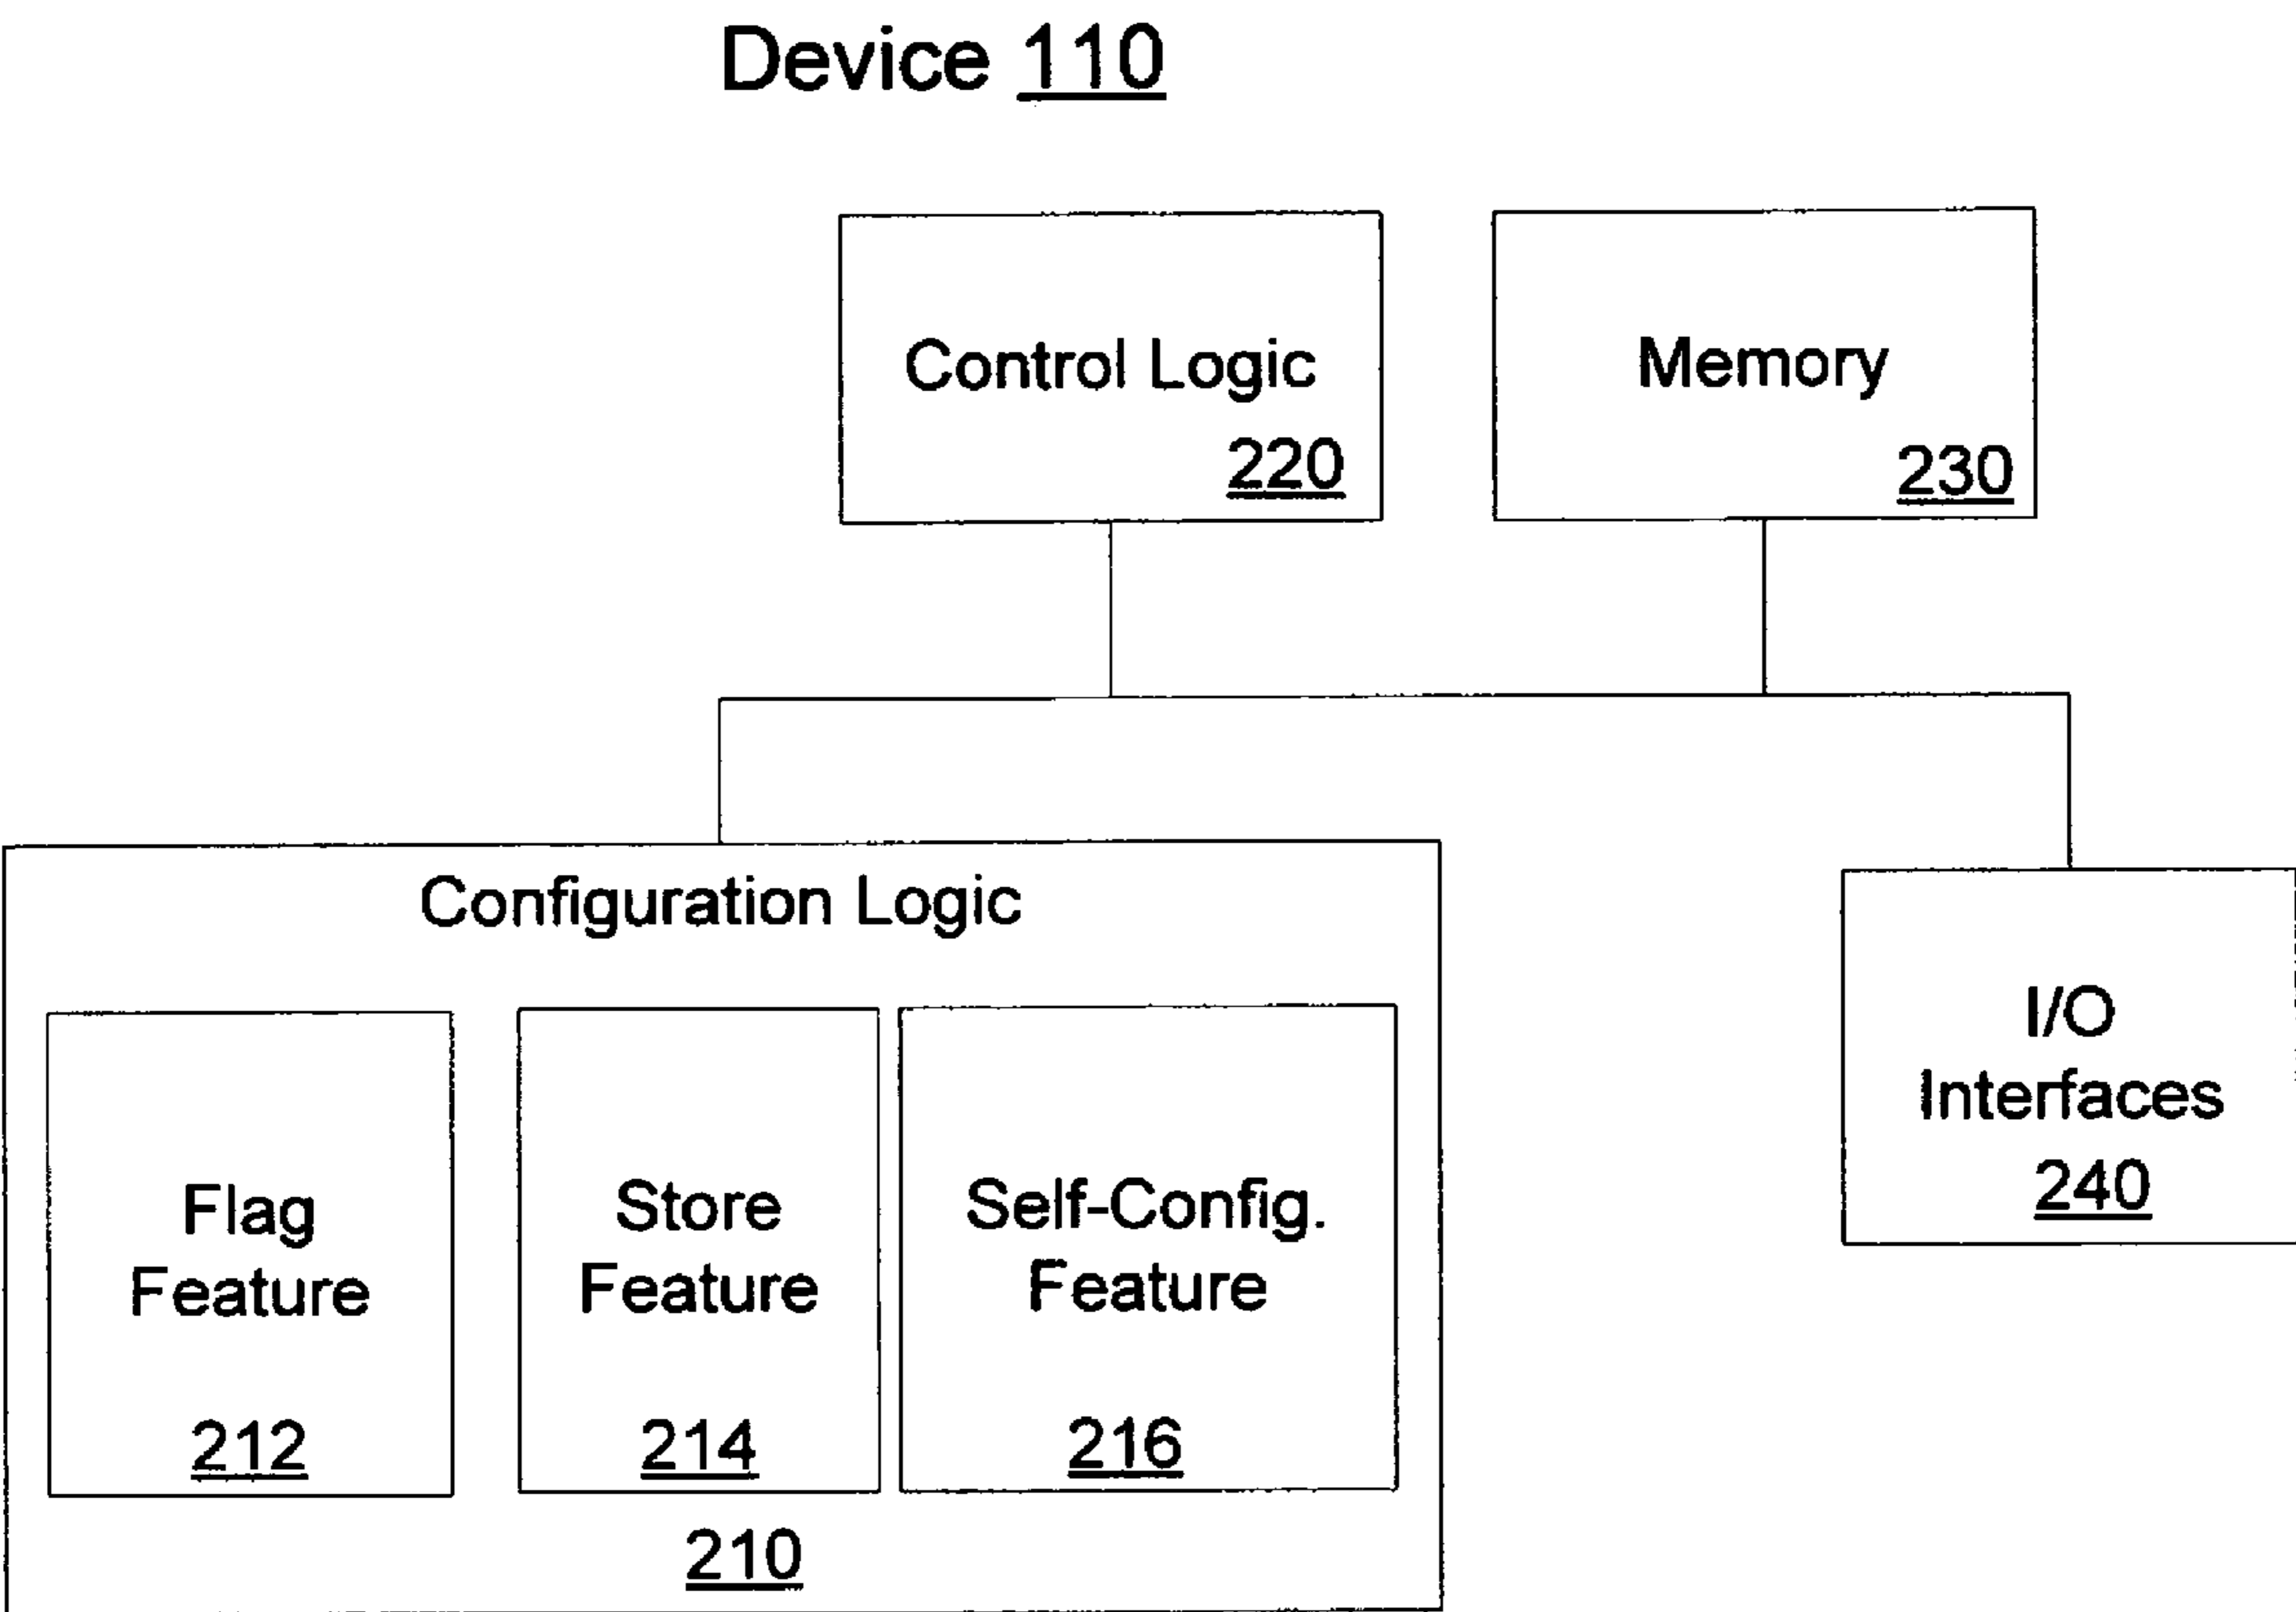 Device 110
Control Logic
220
Memory
230
Configuration Logic
Flag
Feature
212
Store
Feature
214
Self-Config.
Feature
216
210
I/O
Interfaces
240